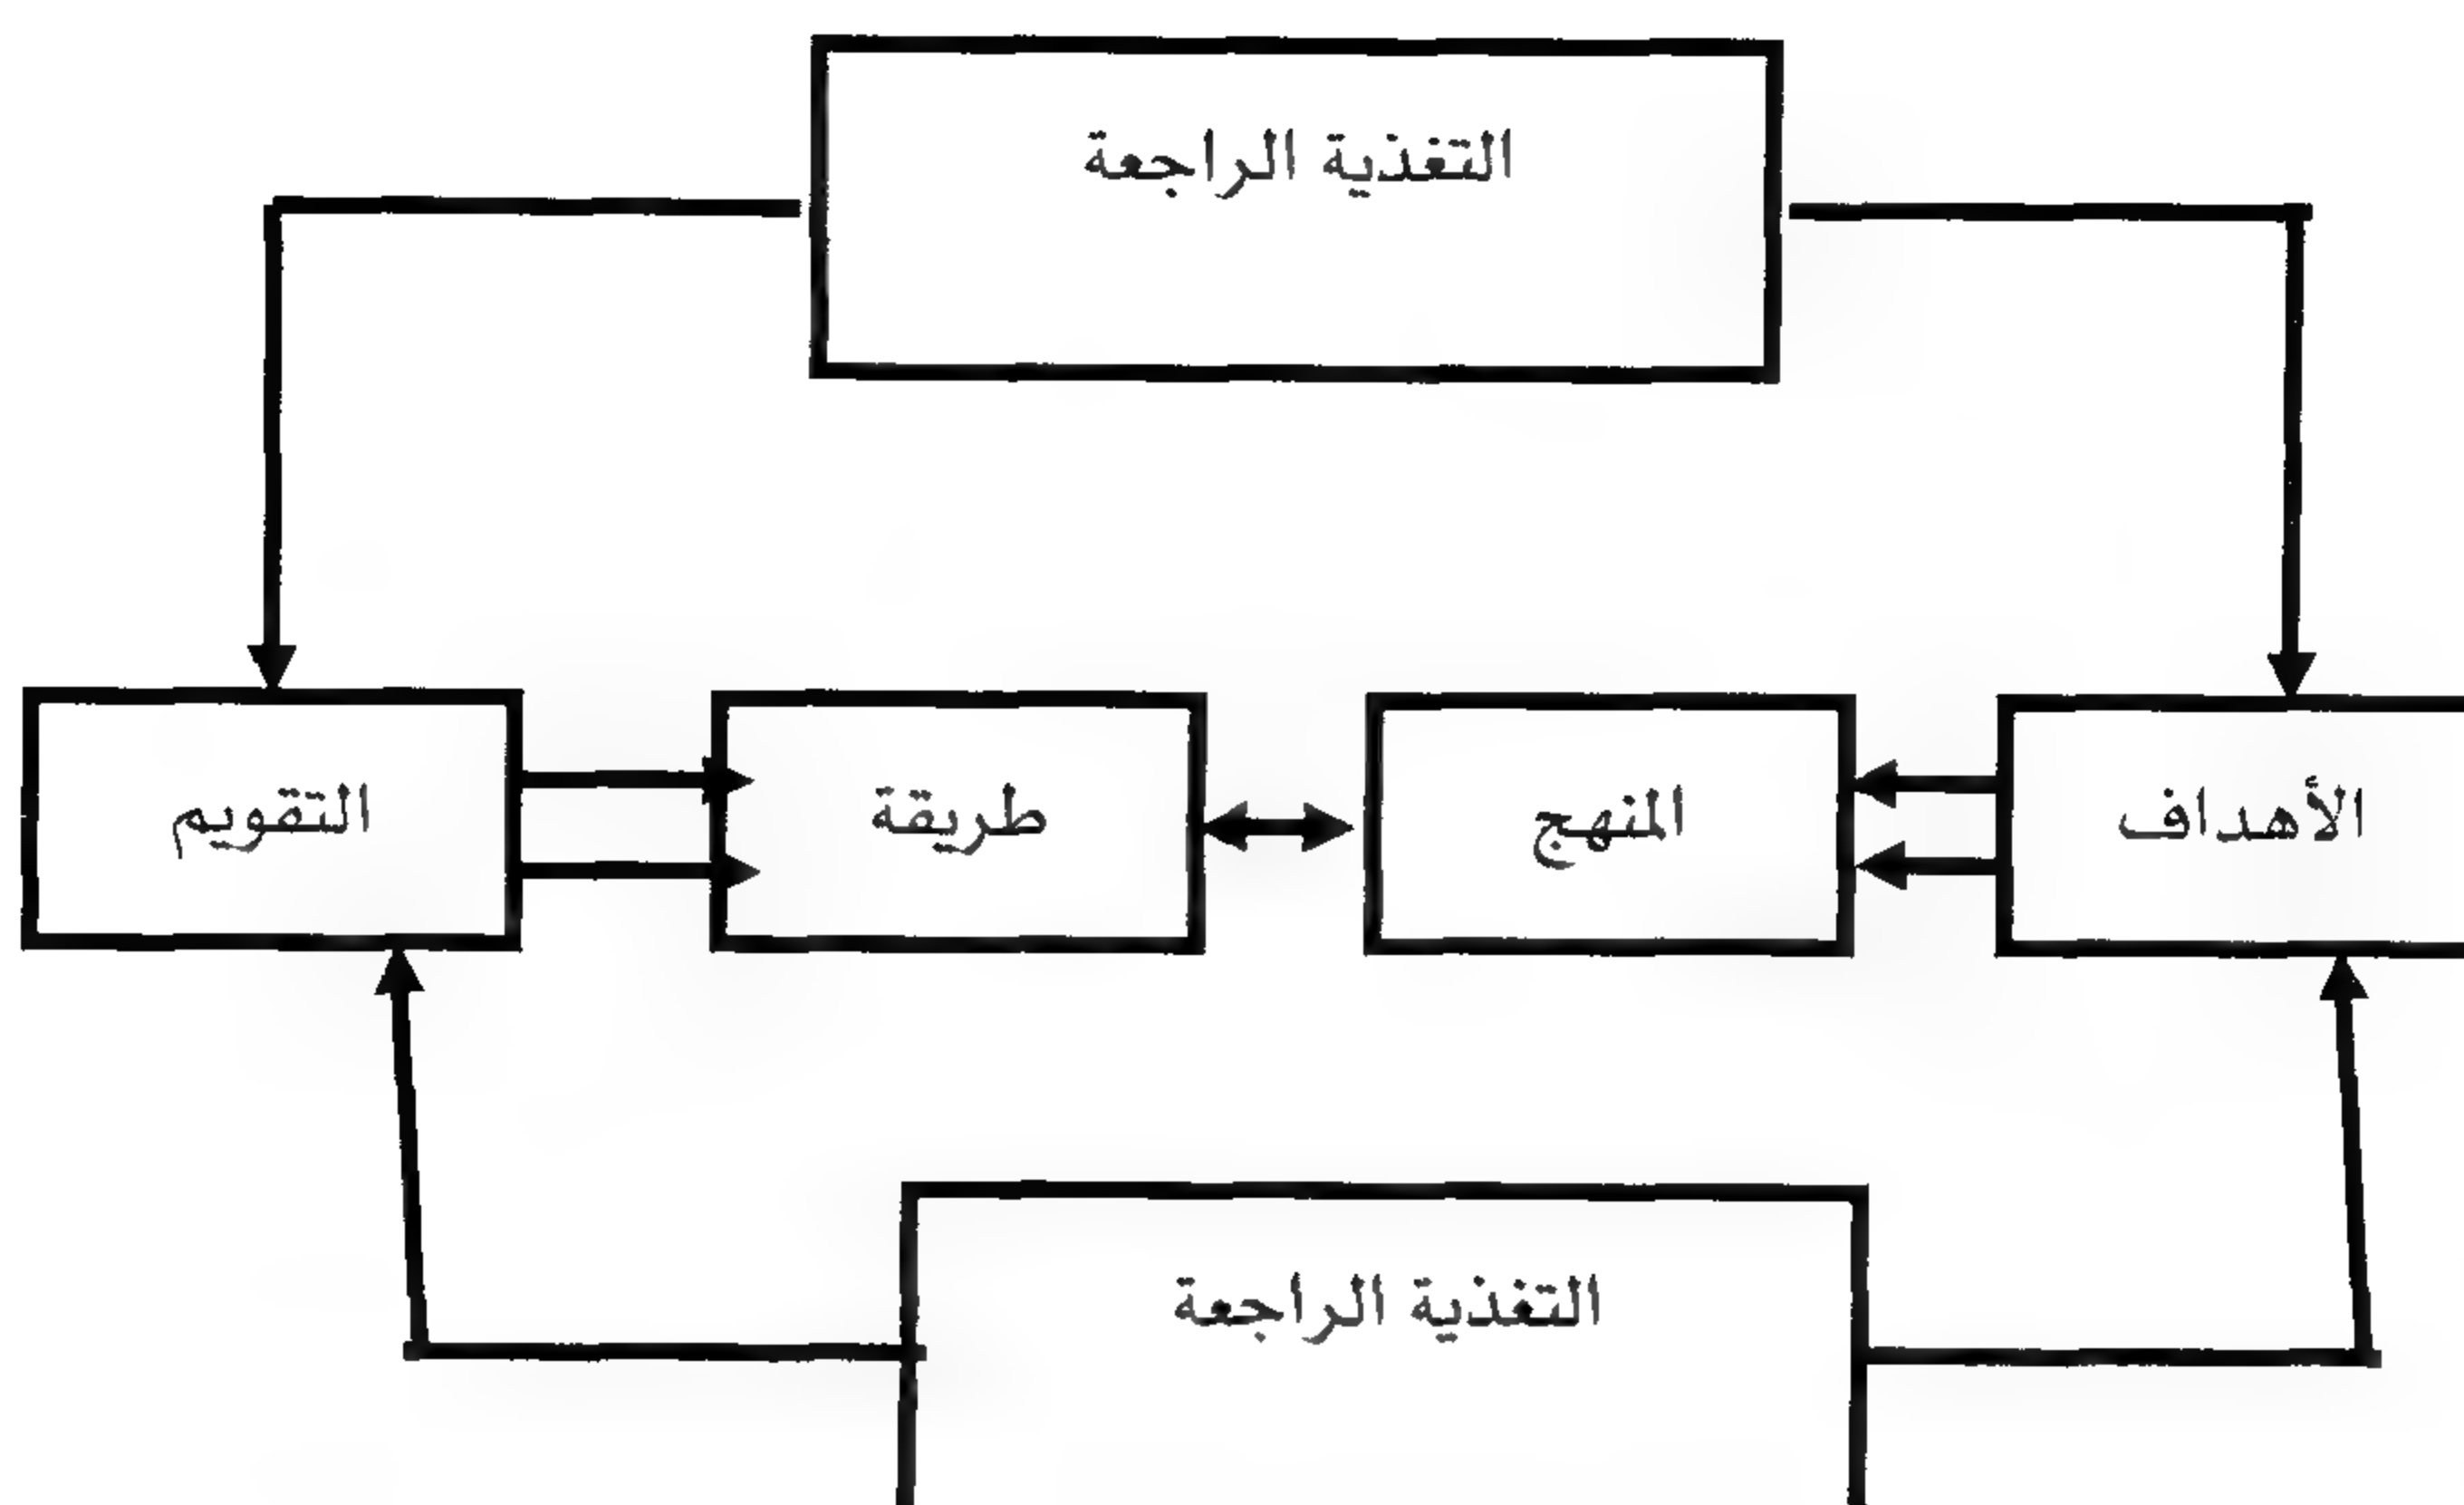 التغذية الراجعة
الأهداف
المنهج
طريقة
التقويم
التغذية الراجعة